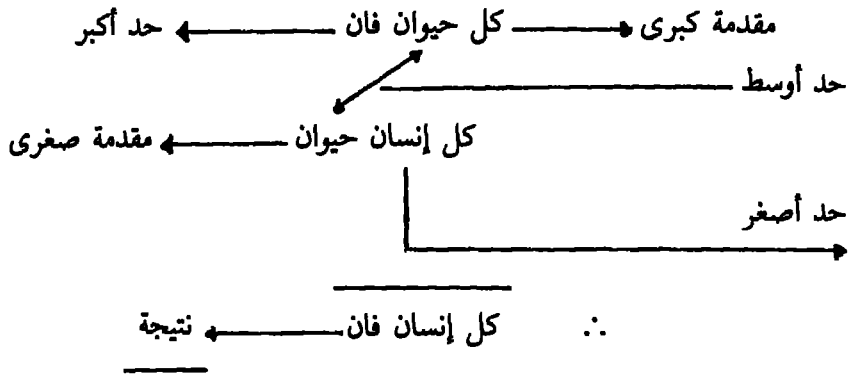 مقدمة كبرى كل حيوان فان حد أكبر
حد أوسط
كل إنسان حيوان مقدمة صغرى
حد أصغر
∴ كل إنسان فان نتيجة